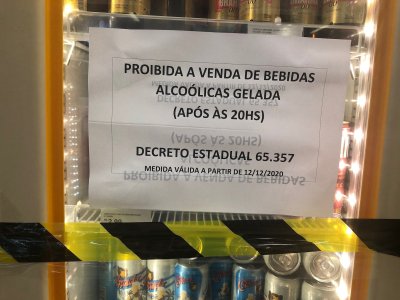 PROIBIDA A VENDA DE BEBIDAS
ALCOÓLICAS GELADA
(APÓS ÀS 20HS)
DECRETO ESTADUAL 65.357
MEDIDA VÁLIDA A PARTIR DE 12/12/2020